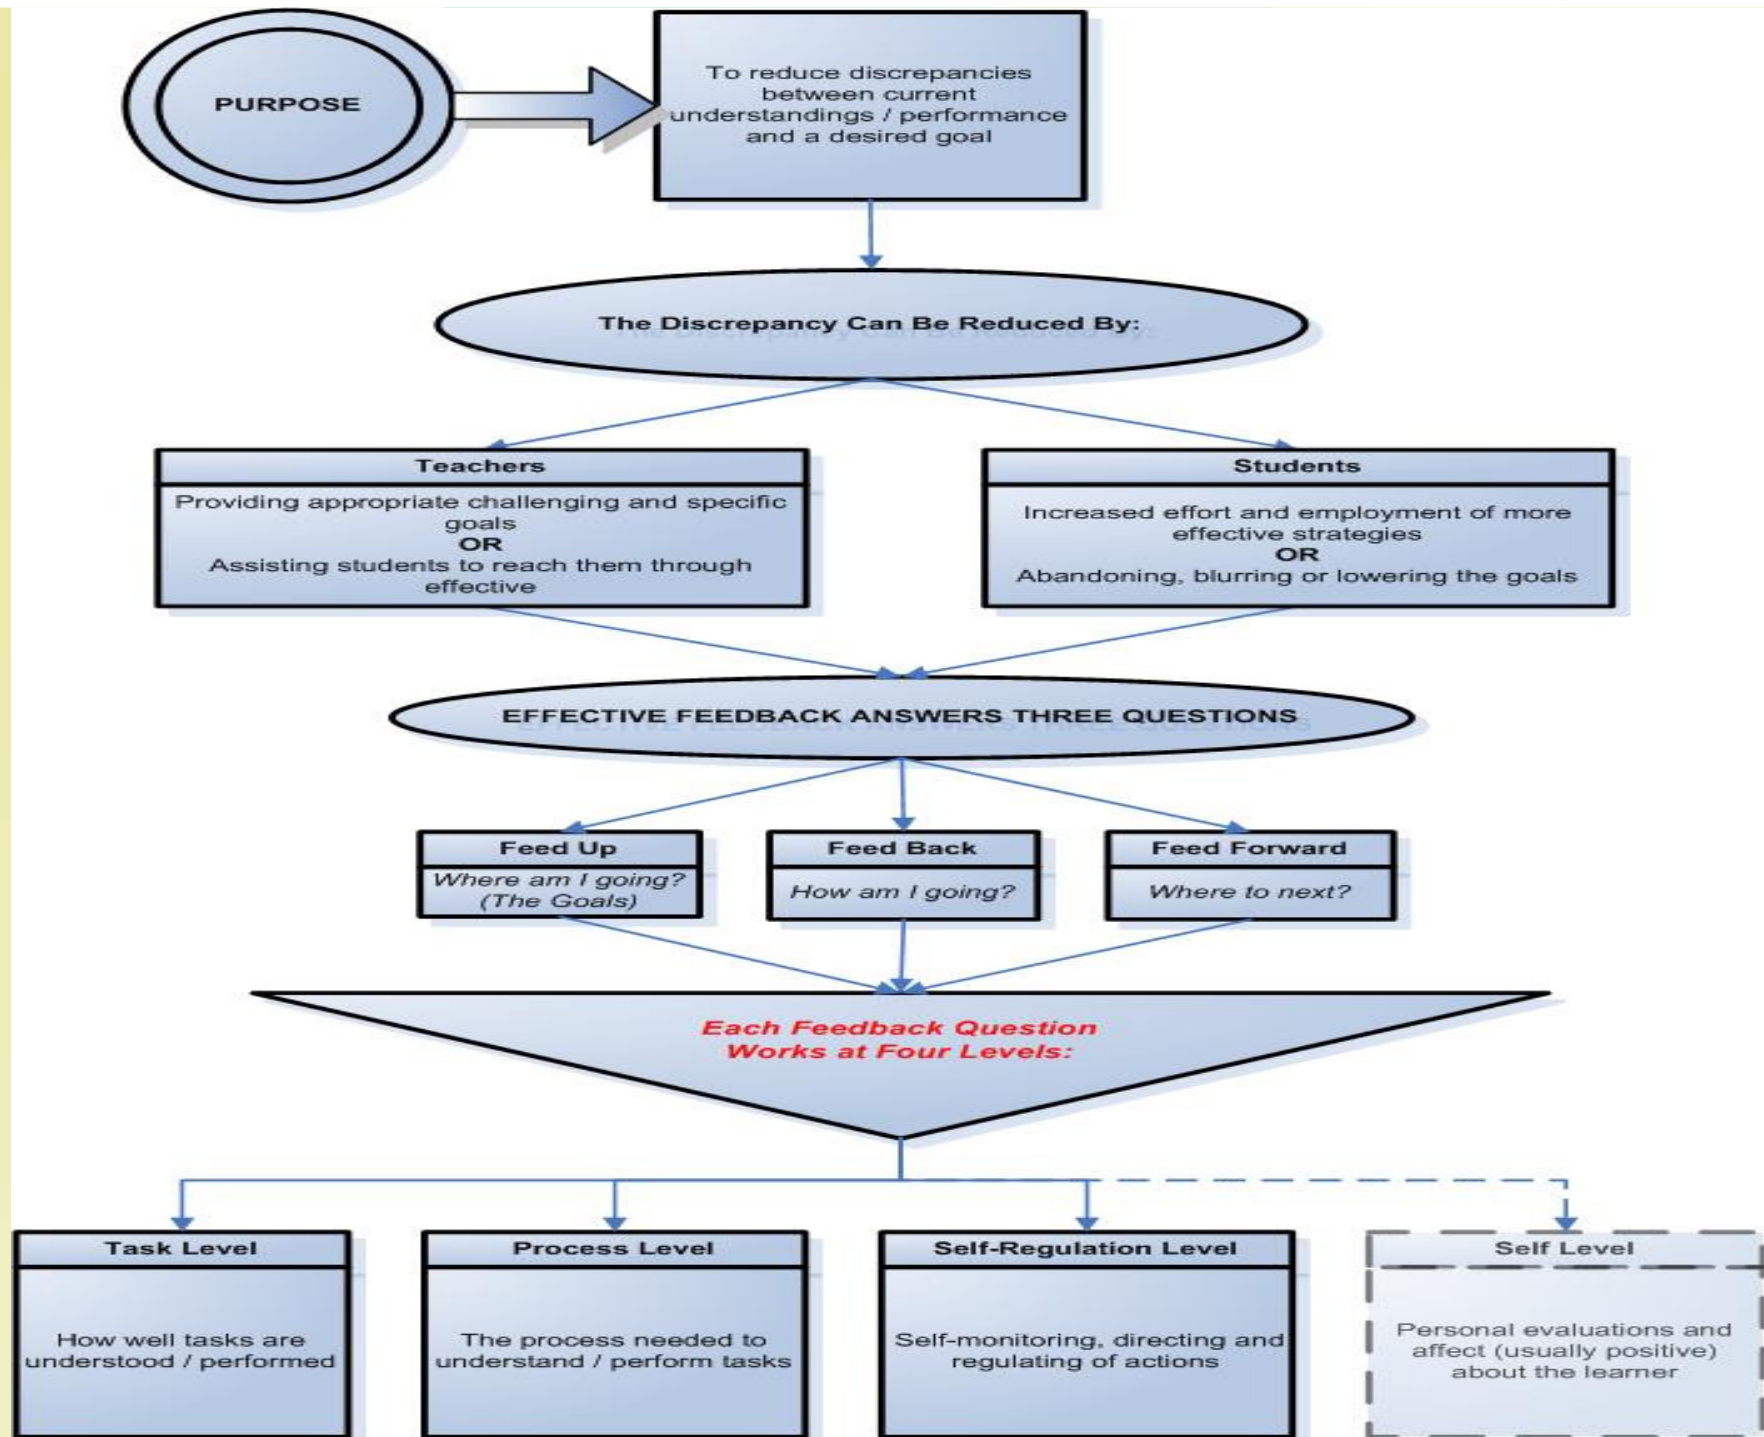 PURPOSE
To reduce discrepancies
between current
understandings / performance
and a desired goal
The Discrepancy Can Be Reduced By:
Teachers
Providing appropriate challenging and specific
goals
OR
Assisting students to reach them through
effective
Students
Increased effort and employment of more
effective strategies
OR
Abandoning, blurring or lowering the goals
EFFECTIVE FEEDBACK ANSWERS THREE QUESTIONS
Feed Up
Where am I going?
(The Goals)
Feed Back
How am I going?
Feed Forward
Where to next?
Each Feedback Question
Works at Four Levels:
Task Level
How well tasks are
understood / performed
Process Level
The process needed to
understand / perform tasks
Self-Regulation Level
Self-monitoring, directing and
regulating of actions
Self Level
Personal evaluations and
affect (usually positive)
about the learner